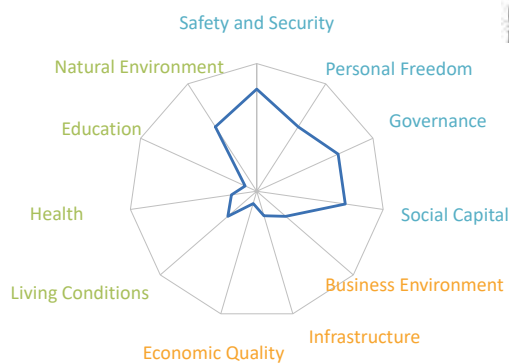 Safety and Security
Natural Environment
Personal Freedom
Education
Governance
Health
Social Capital
Living Conditions
Business Environment
Infrastructure
Economic Quality